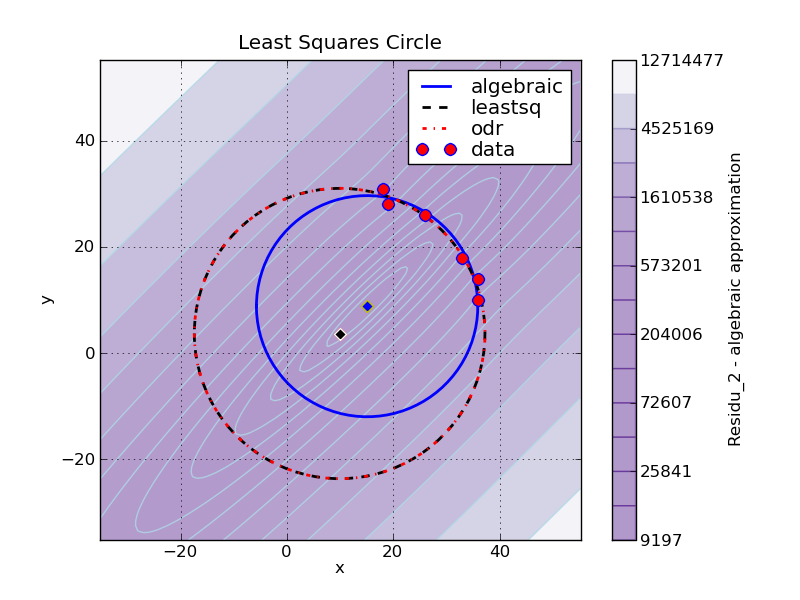 Least Squares Circle
algebraic
leastsq
odr
data
40
20
0
−20
y
−20
0
20
40
x
12714477
4525169
1610538
573201
204006
72607
25841
9197
Residu_2 - algebraic approximation